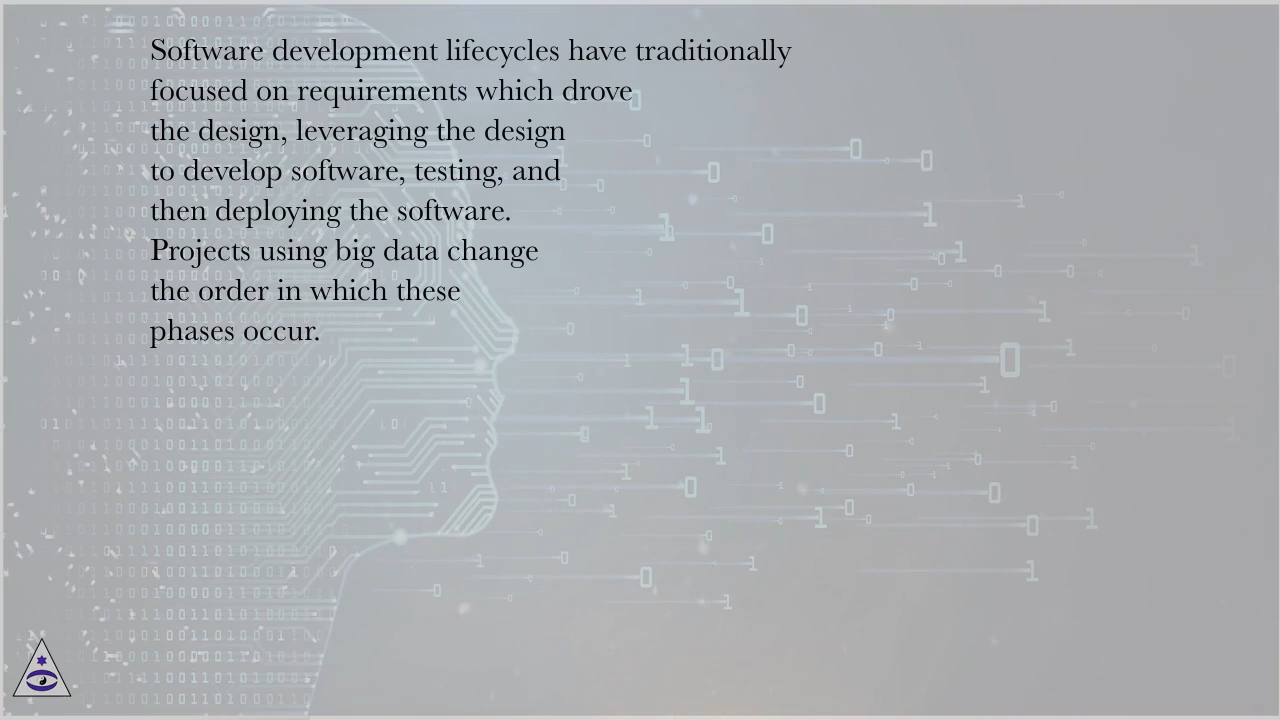 Software development lifecycles have traditionally
focused on requirements which drove
the design, leveraging the design
to develop software, testing, and
then deploying the software.
Projects using big data change
the order in which these
phases occur.